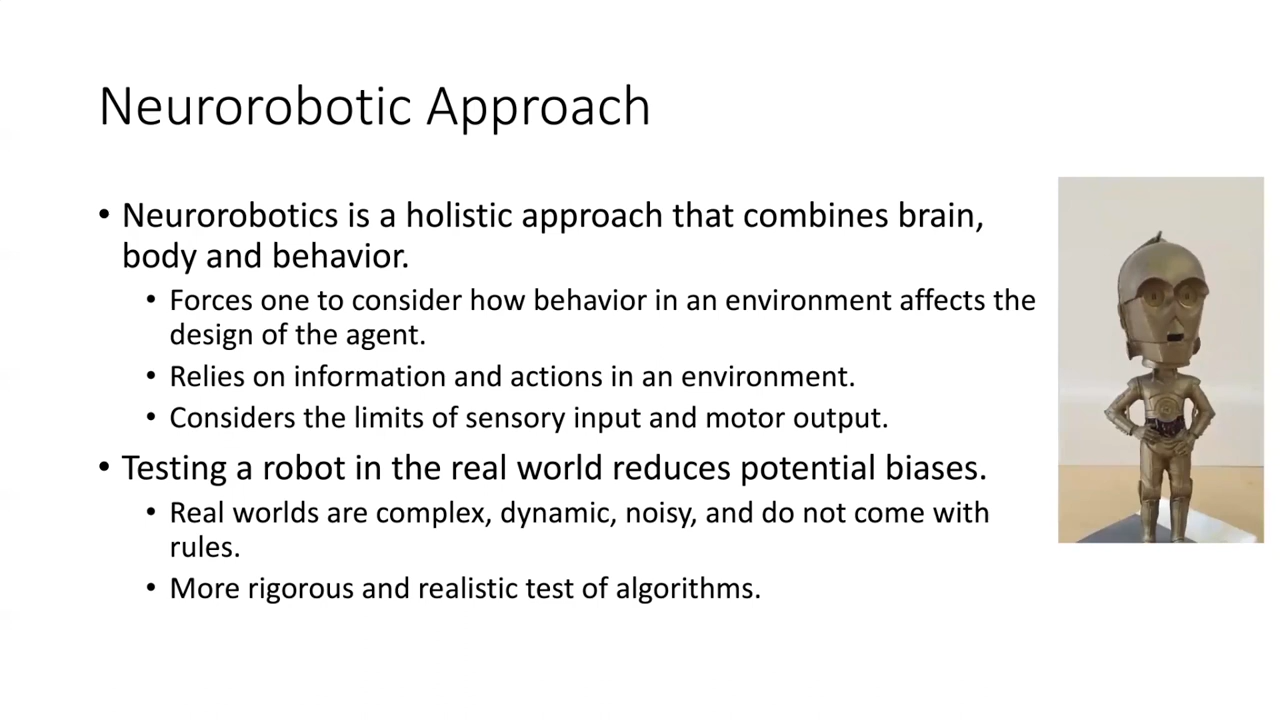 Neurorobotic Approach
• Neurorobotics is a holistic approach that combines brain,
body and behavior.
• Forces one to consider how behavior in an environment affects the
design of the agent.
• Relies on information and actions in an environment.
• Considers the limits of sensory input and motor output.
• Testing a robot in the real world reduces potential biases.
• Real worlds are complex, dynamic, noisy, and do not come with
rules.
• More rigorous and realistic test of algorithms.